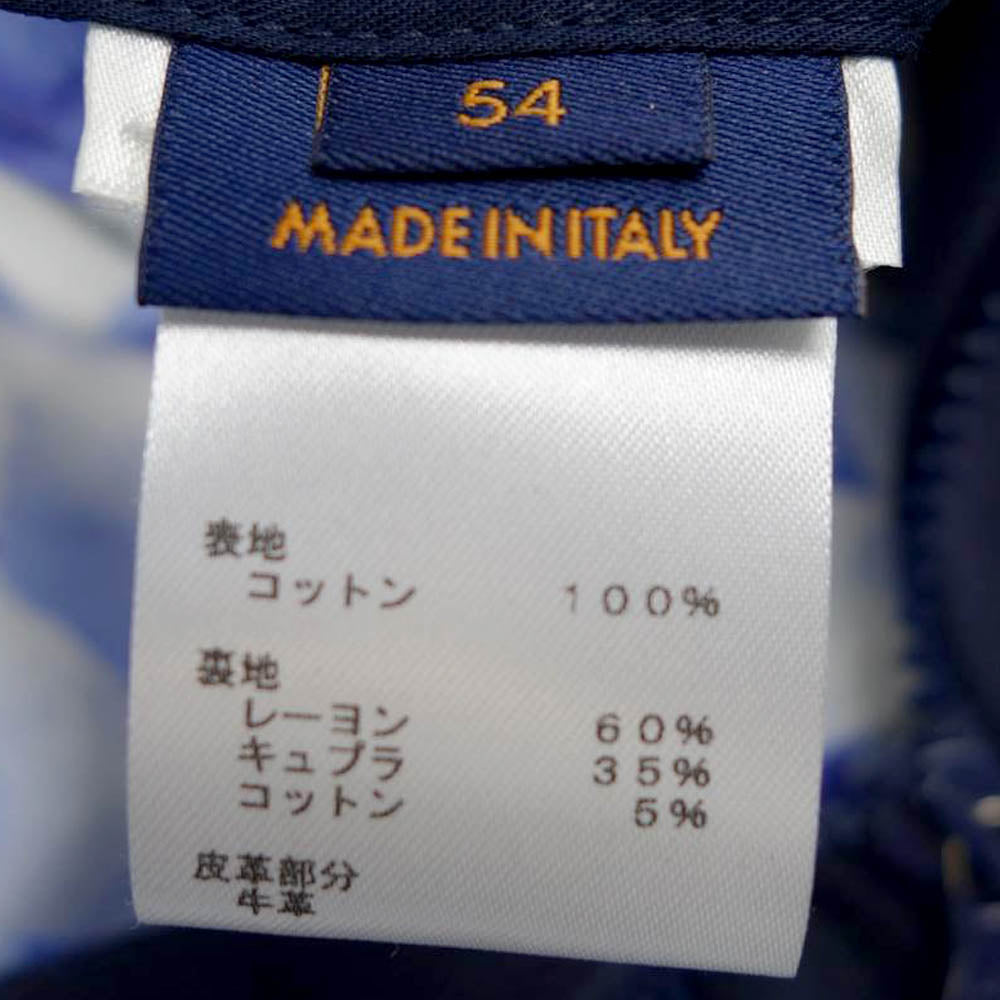 54
MADE IN ITALY
表地
コットン 100%
裏地
レーヨン 60%
キュプラ 35%
コットン 5%
皮革部分
牛革